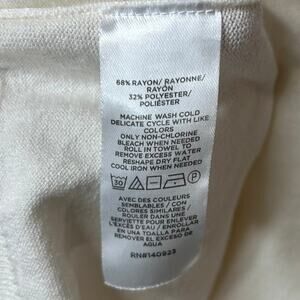 68% RAYON/ RAYONNE/
RAYÓN
32% POLYESTER/
POLIÉSTER
MACHINE WASH COLD
DELICATE CYCLE WITH LIKE
COLORS
ONLY NON-CHLORINE
BLEACH WHEN NEEDED
ROLL IN TOWEL TO
REMOVE EXCESS WATER
RESHAPE DRY FLAT
COOL IRON WHEN NEEDED
30
P
AVEC DES COULEURS
SEMBLABLES / CON
COLORES SIMILARES
ROULER DANS UNE
SERVIETTE POUR ENLEVER
L'EXCÈS D'EAU / ENROLLAR
EN UNA TOALLA PARA
REMOVER EL EXCESO DE
AGUA
RN#140923